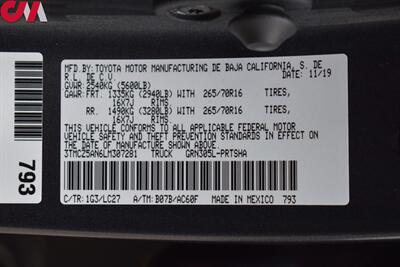 MFD.BY:TOYOTA MOTOR MANUFACTURING DE BAJA CALIFORNIA, S. DE
R.L. DE C.V. DATE: 11/19
GVWR:2540KG (5600LB)
GAWR: FRT. 1335KG (2940LB) WITH 265/70R16 TIRES,
16X7J RIMS.
RR. 1490KG (3280LB) WITH 265/70R16 TIRES,
16X7J RIMS.
THIS VEHICLE CONFORMS TO ALL APPLICABLE FEDERAL MOTOR
VEHICLE SAFETY STANDARDS IN EFFECT ON THE
DATE OF MANUFACTURE SHOWN ABOVE.
3TMCZ5AN6LM307281 TRUCK GRN305L-PRTSHA
C/TR: 1G3/LC27 A/TM:B07B/AC60F MADE IN MEXICO 793
793